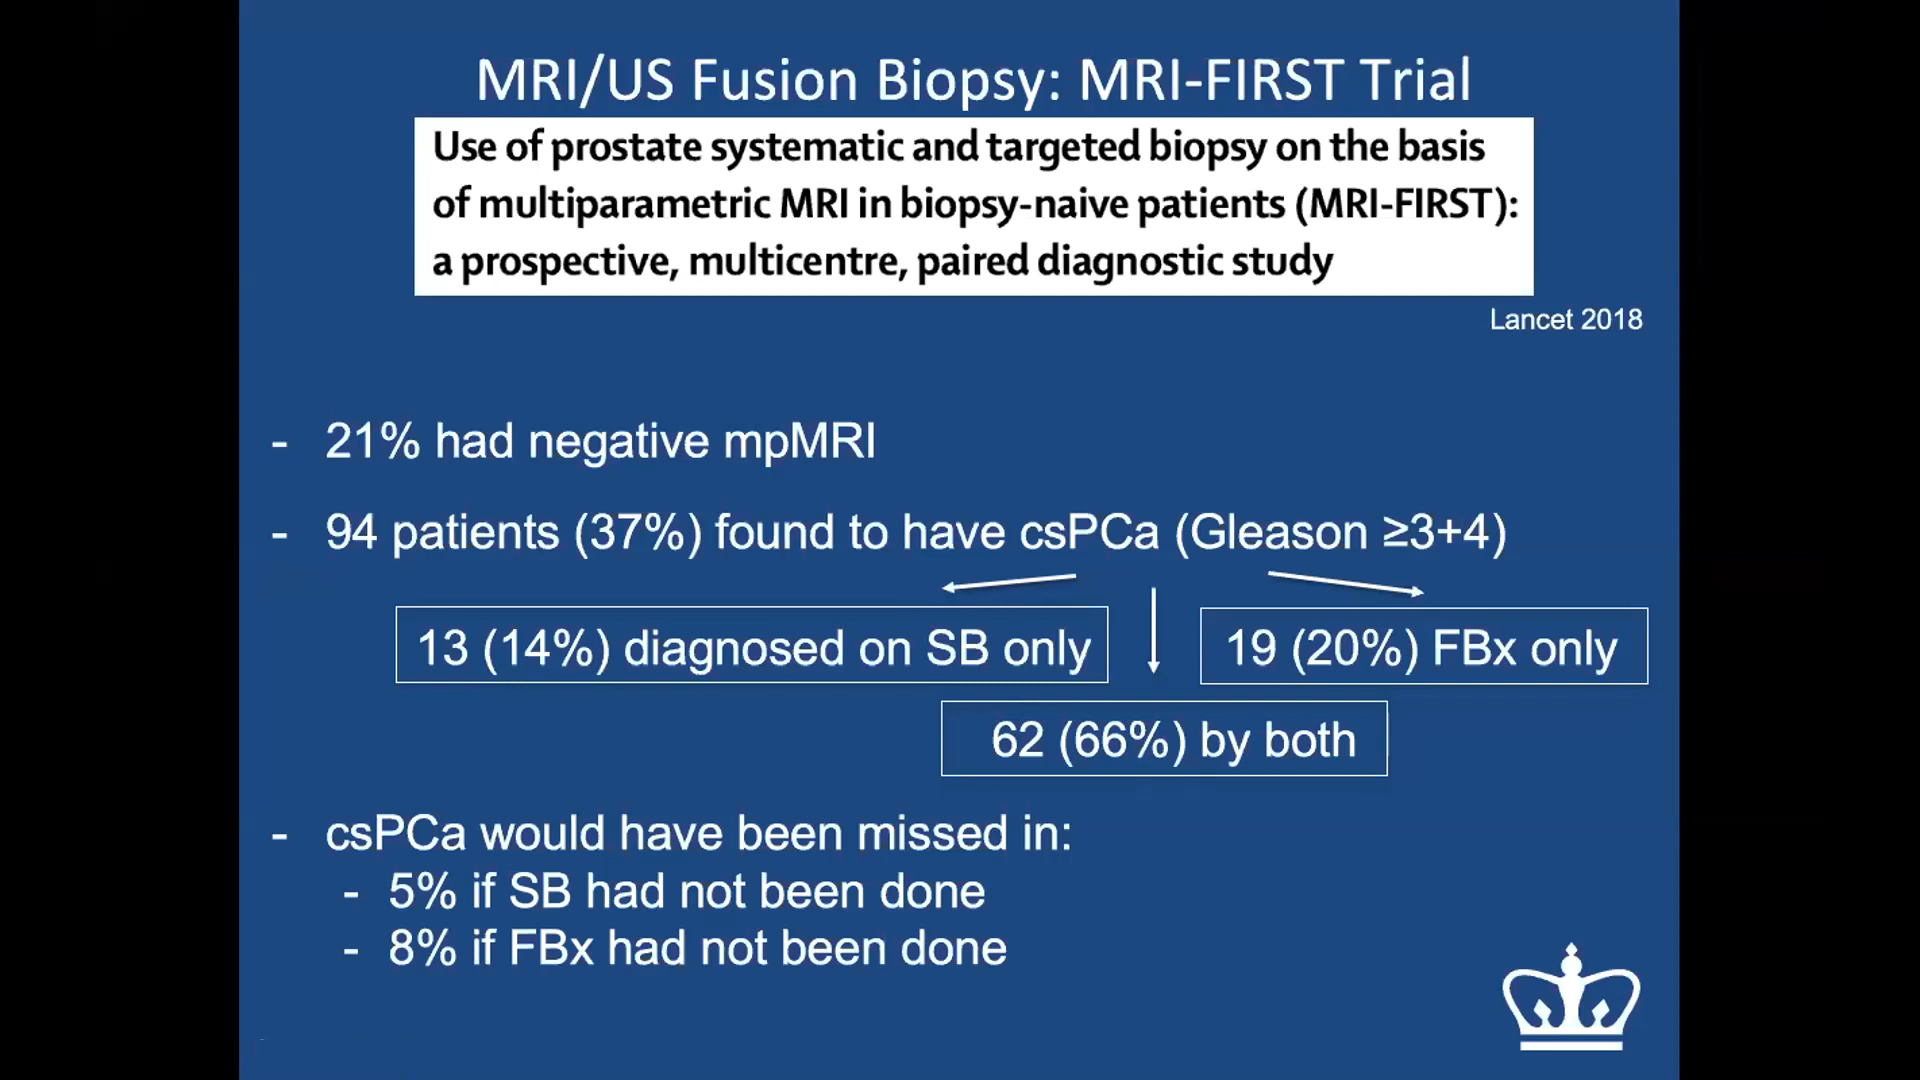 MRI/US Fusion Biopsy: MRI-FIRST Trial
Use of prostate systematic and targeted biopsy on the basis
of multiparametric MRI in biopsy-naive patients (MRI-FIRST):
a prospective, multicentre, paired diagnostic study
Lancet 2018
- 21% had negative mpMRI
- 94 patients (37%) found to have csPCa (Gleason ≥3+4)
13 (14%) diagnosed on SB only
19 (20%) FBx only
62 (66%) by both
- csPCa would have been missed in:
- 5% if SB had not been done
- 8% if FBx had not been done